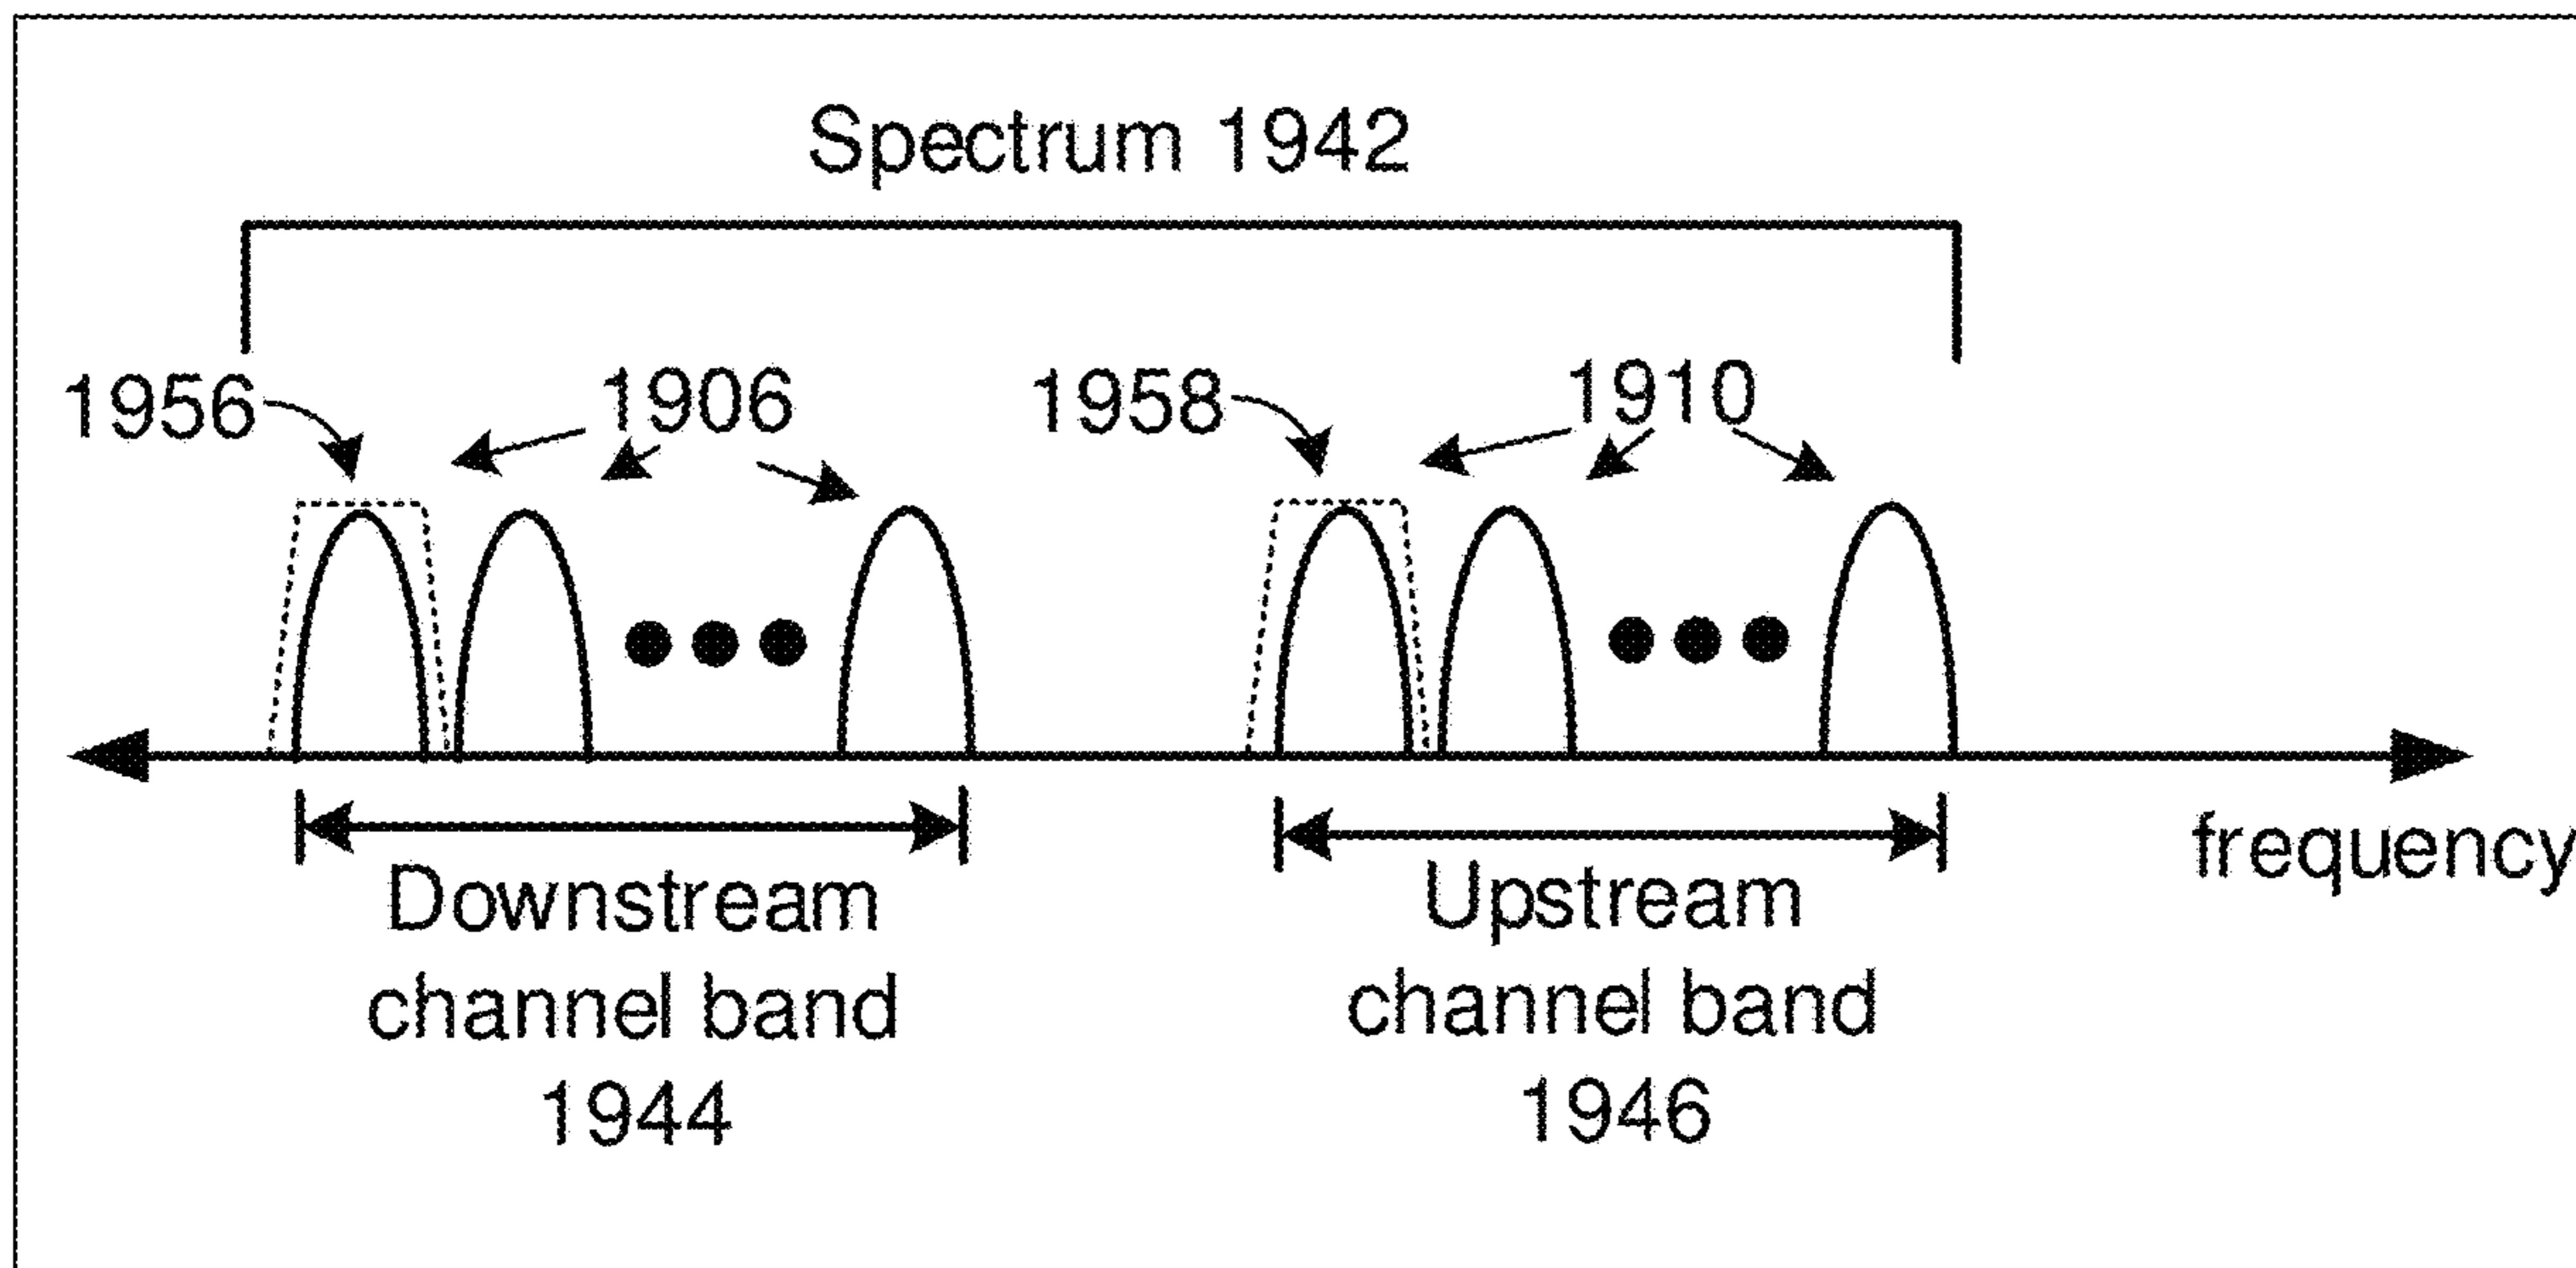 Spectrum 1942
1956
1906
1958
1910
frequency
Downstream
channel band
1944
Upstream
channel band
1946